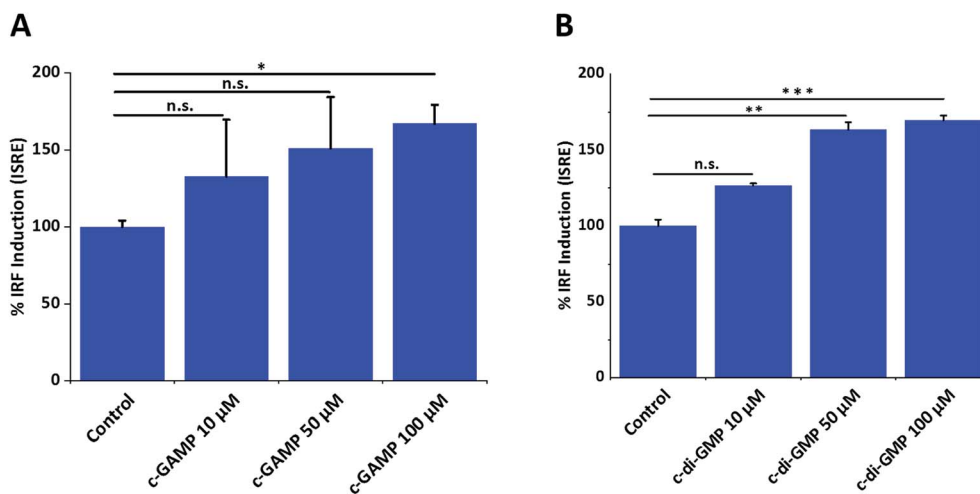 A
% IRF Induction (ISRE)
200
150
100
50
0
*
n.s.
n.s.
Control
c-GAMP 10 µM
c-GAMP 50 µM
c-GAMP 100 µM
B
% IRF Induction (ISRE)
200
150
100
50
0
***
**
n.s.
Control
c-di-GMP 10 µM
c-di-GMP 50 µM
c-di-GMP 100 µM